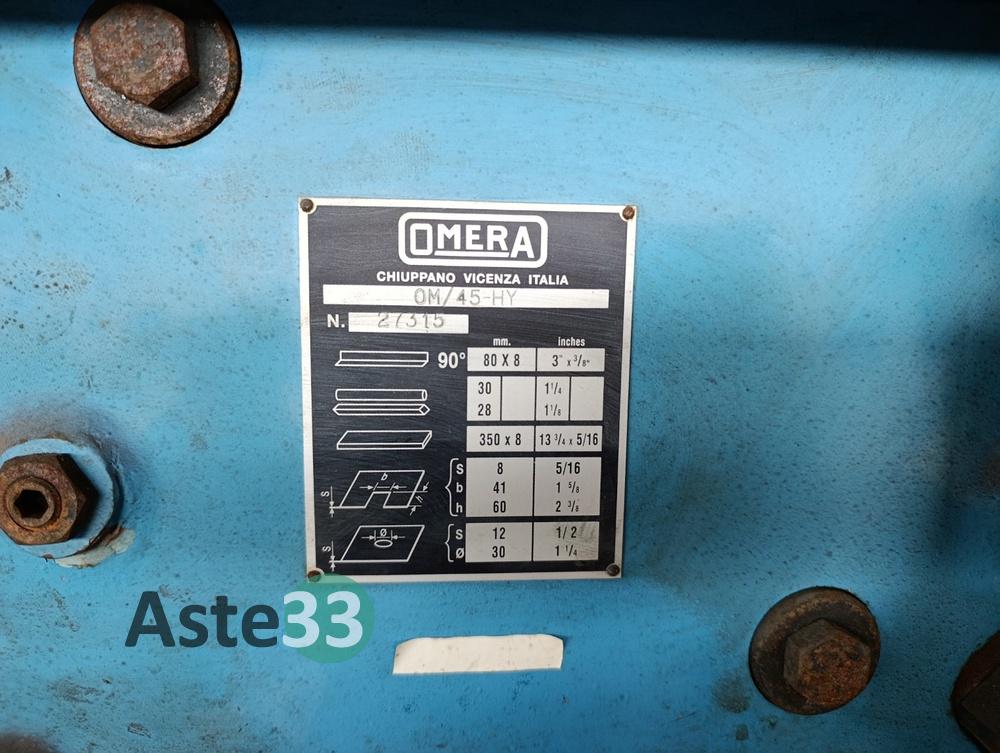 OMERA
CHIUPPANO VICENZA ITALIA
OM/45-HY
N. 27315
mm. inches
90° 80 X 8 3" x 3/8"
30 1 1/4
28 1 1/8
350 x 8 13 3/4 x 5/16
S 8 5/16
b 41 1 5/8
h 60 2 3/8
b
h
S
S 12 1/2
Ø 30 1 1/4
Ø
S
Aste33